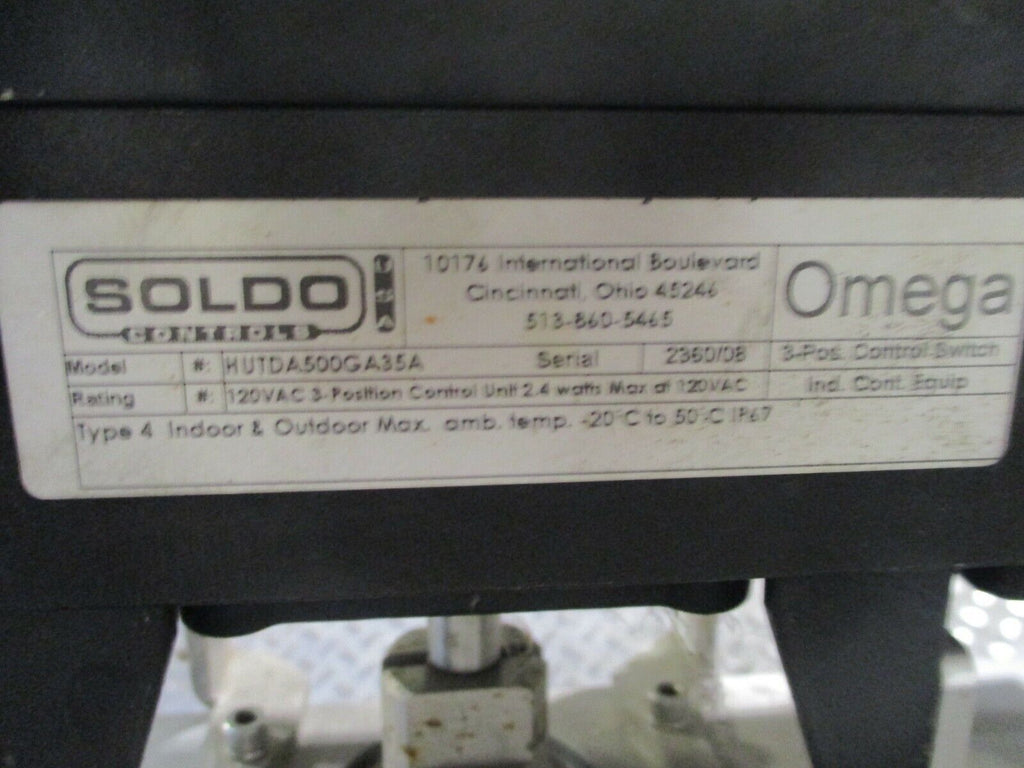 SOLDO
CONTROLS
USA
10176 International Boulevard
Cincinnati, Ohio 45246
513-860-5465
Omega
Model #: HUTDA500GA35A Serial 2360/08 3-Pos. Control Switch
Rating #: 120VAC 3-Position Control Unit 2.4 watts Max at 120VAC Ind. Cont. Equip
Type 4 Indoor & Outdoor Max. amb. temp. -20°C to 50°C IP67